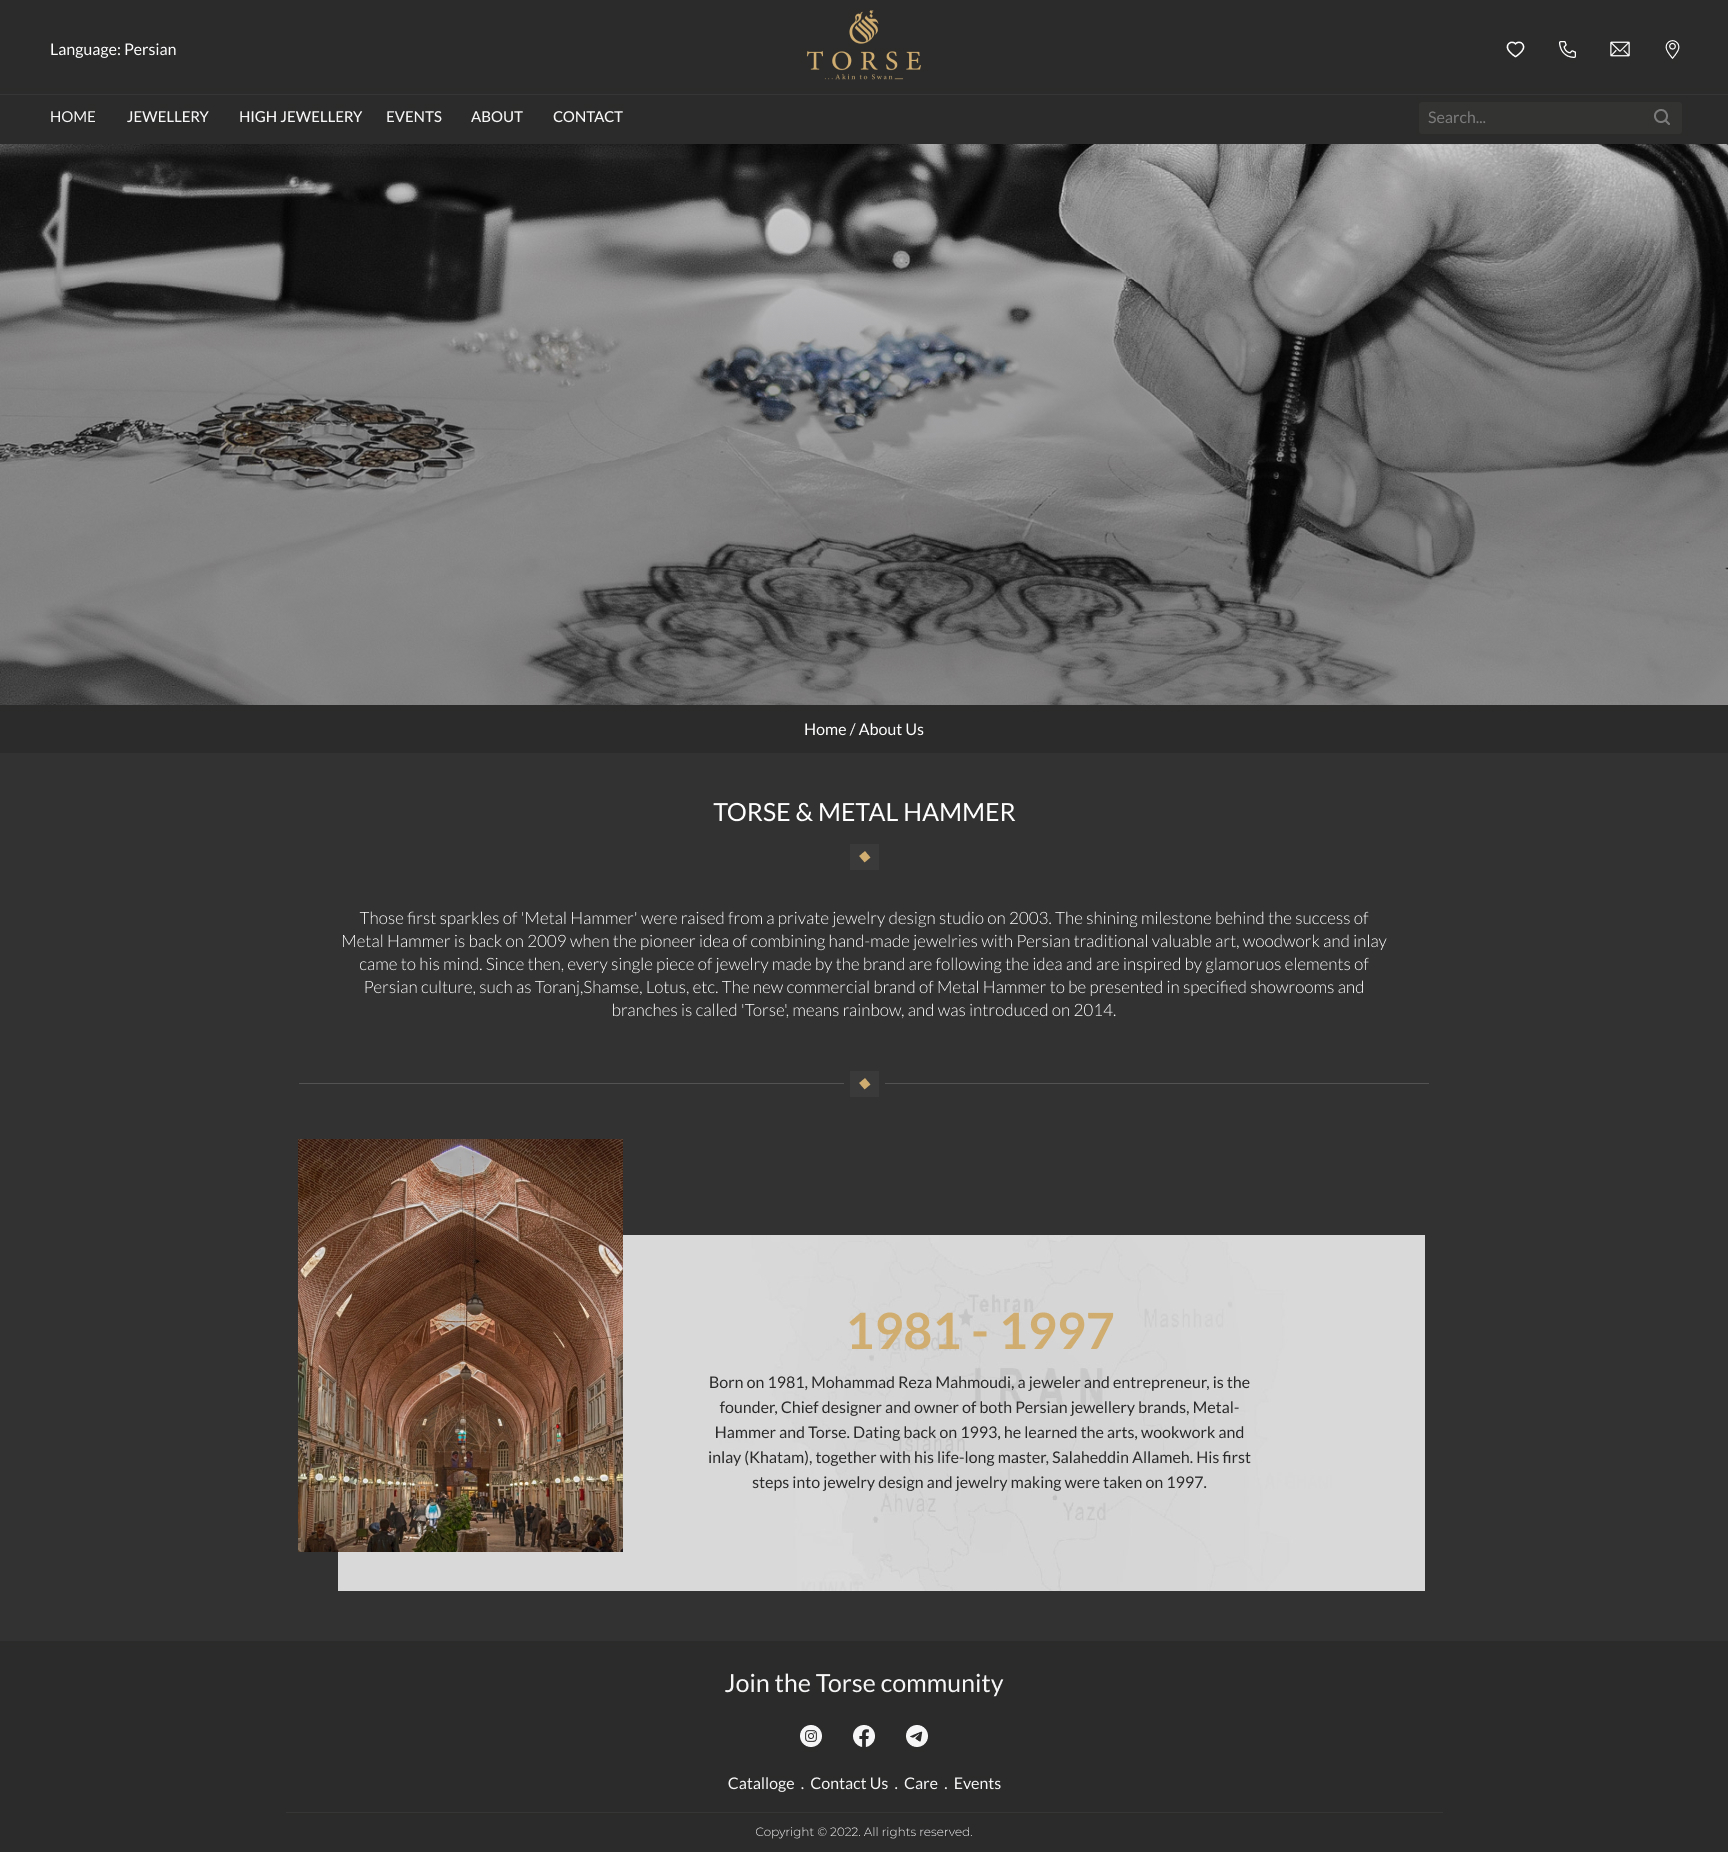 Language: Persian
TORSE
...Akin to Swan...
HOME JEWELLERY HIGH JEWELLERY EVENTS ABOUT CONTACT
Search...
Home / About Us
TORSE & METAL HAMMER
Those first sparkles of 'Metal Hammer' were raised from a private jewelry design studio on 2003. The shining milestone behind the success of
Metal Hammer is back on 2009 when the pioneer idea of combining hand-made jewelries with Persian traditional valuable art, woodwork and inlay
came to his mind. Since then, every single piece of jewelry made by the brand are following the idea and are inspired by glamoruos elements of
Persian culture, such as Toranj,Shamse, Lotus, etc. The new commercial brand of Metal Hammer to be presented in specified showrooms and
branches is called 'Torse', means rainbow, and was introduced on 2014.
Tehran
Mashhad
1981 - 1997
IRAN
Born on 1981, Mohammad Reza Mahmoudi, a jeweler and entrepreneur, is the
founder, Chief designer and owner of both Persian jewellery brands, Metal-
Hammer and Torse. Dating back on 1993, he learned the arts, wookwork and
inlay (Khatam), together with his life-long master, Salaheddin Allameh. His first
steps into jewelry design and jewelry making were taken on 1997.
Ahvaz
Yazd
Join the Torse community
Catalloge . Contact Us . Care . Events
Copyright © 2022. All rights reserved.